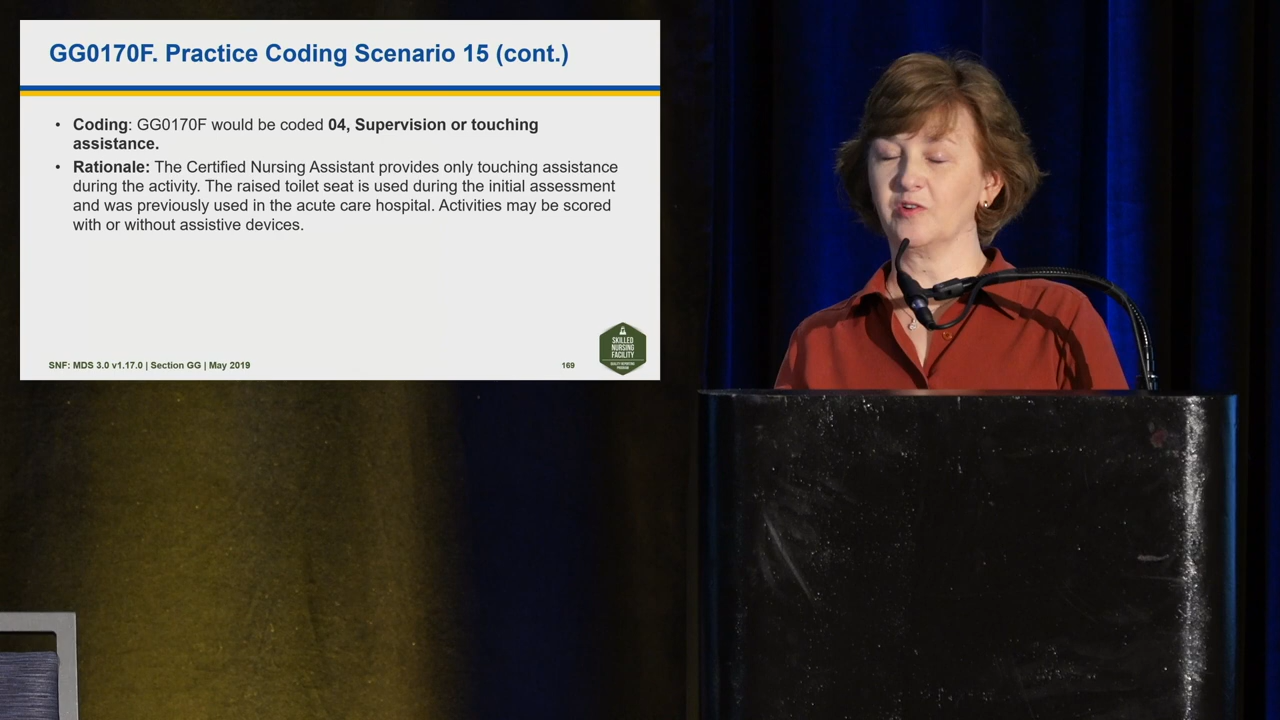 GG0170F. Practice Coding Scenario 15 (cont.)
• Coding: GG0170F would be coded 04, Supervision or touching
assistance.
• Rationale: The Certified Nursing Assistant provides only touching assistance
during the activity. The raised toilet seat is used during the initial assessment
and was previously used in the acute care hospital. Activities may be scored
with or without assistive devices.
SKILLED
NURSING
FACILITY
QUALITY REPORTING
PROGRAM
SNF: MDS 3.0 v1.17.0 | Section GG | May 2019
169